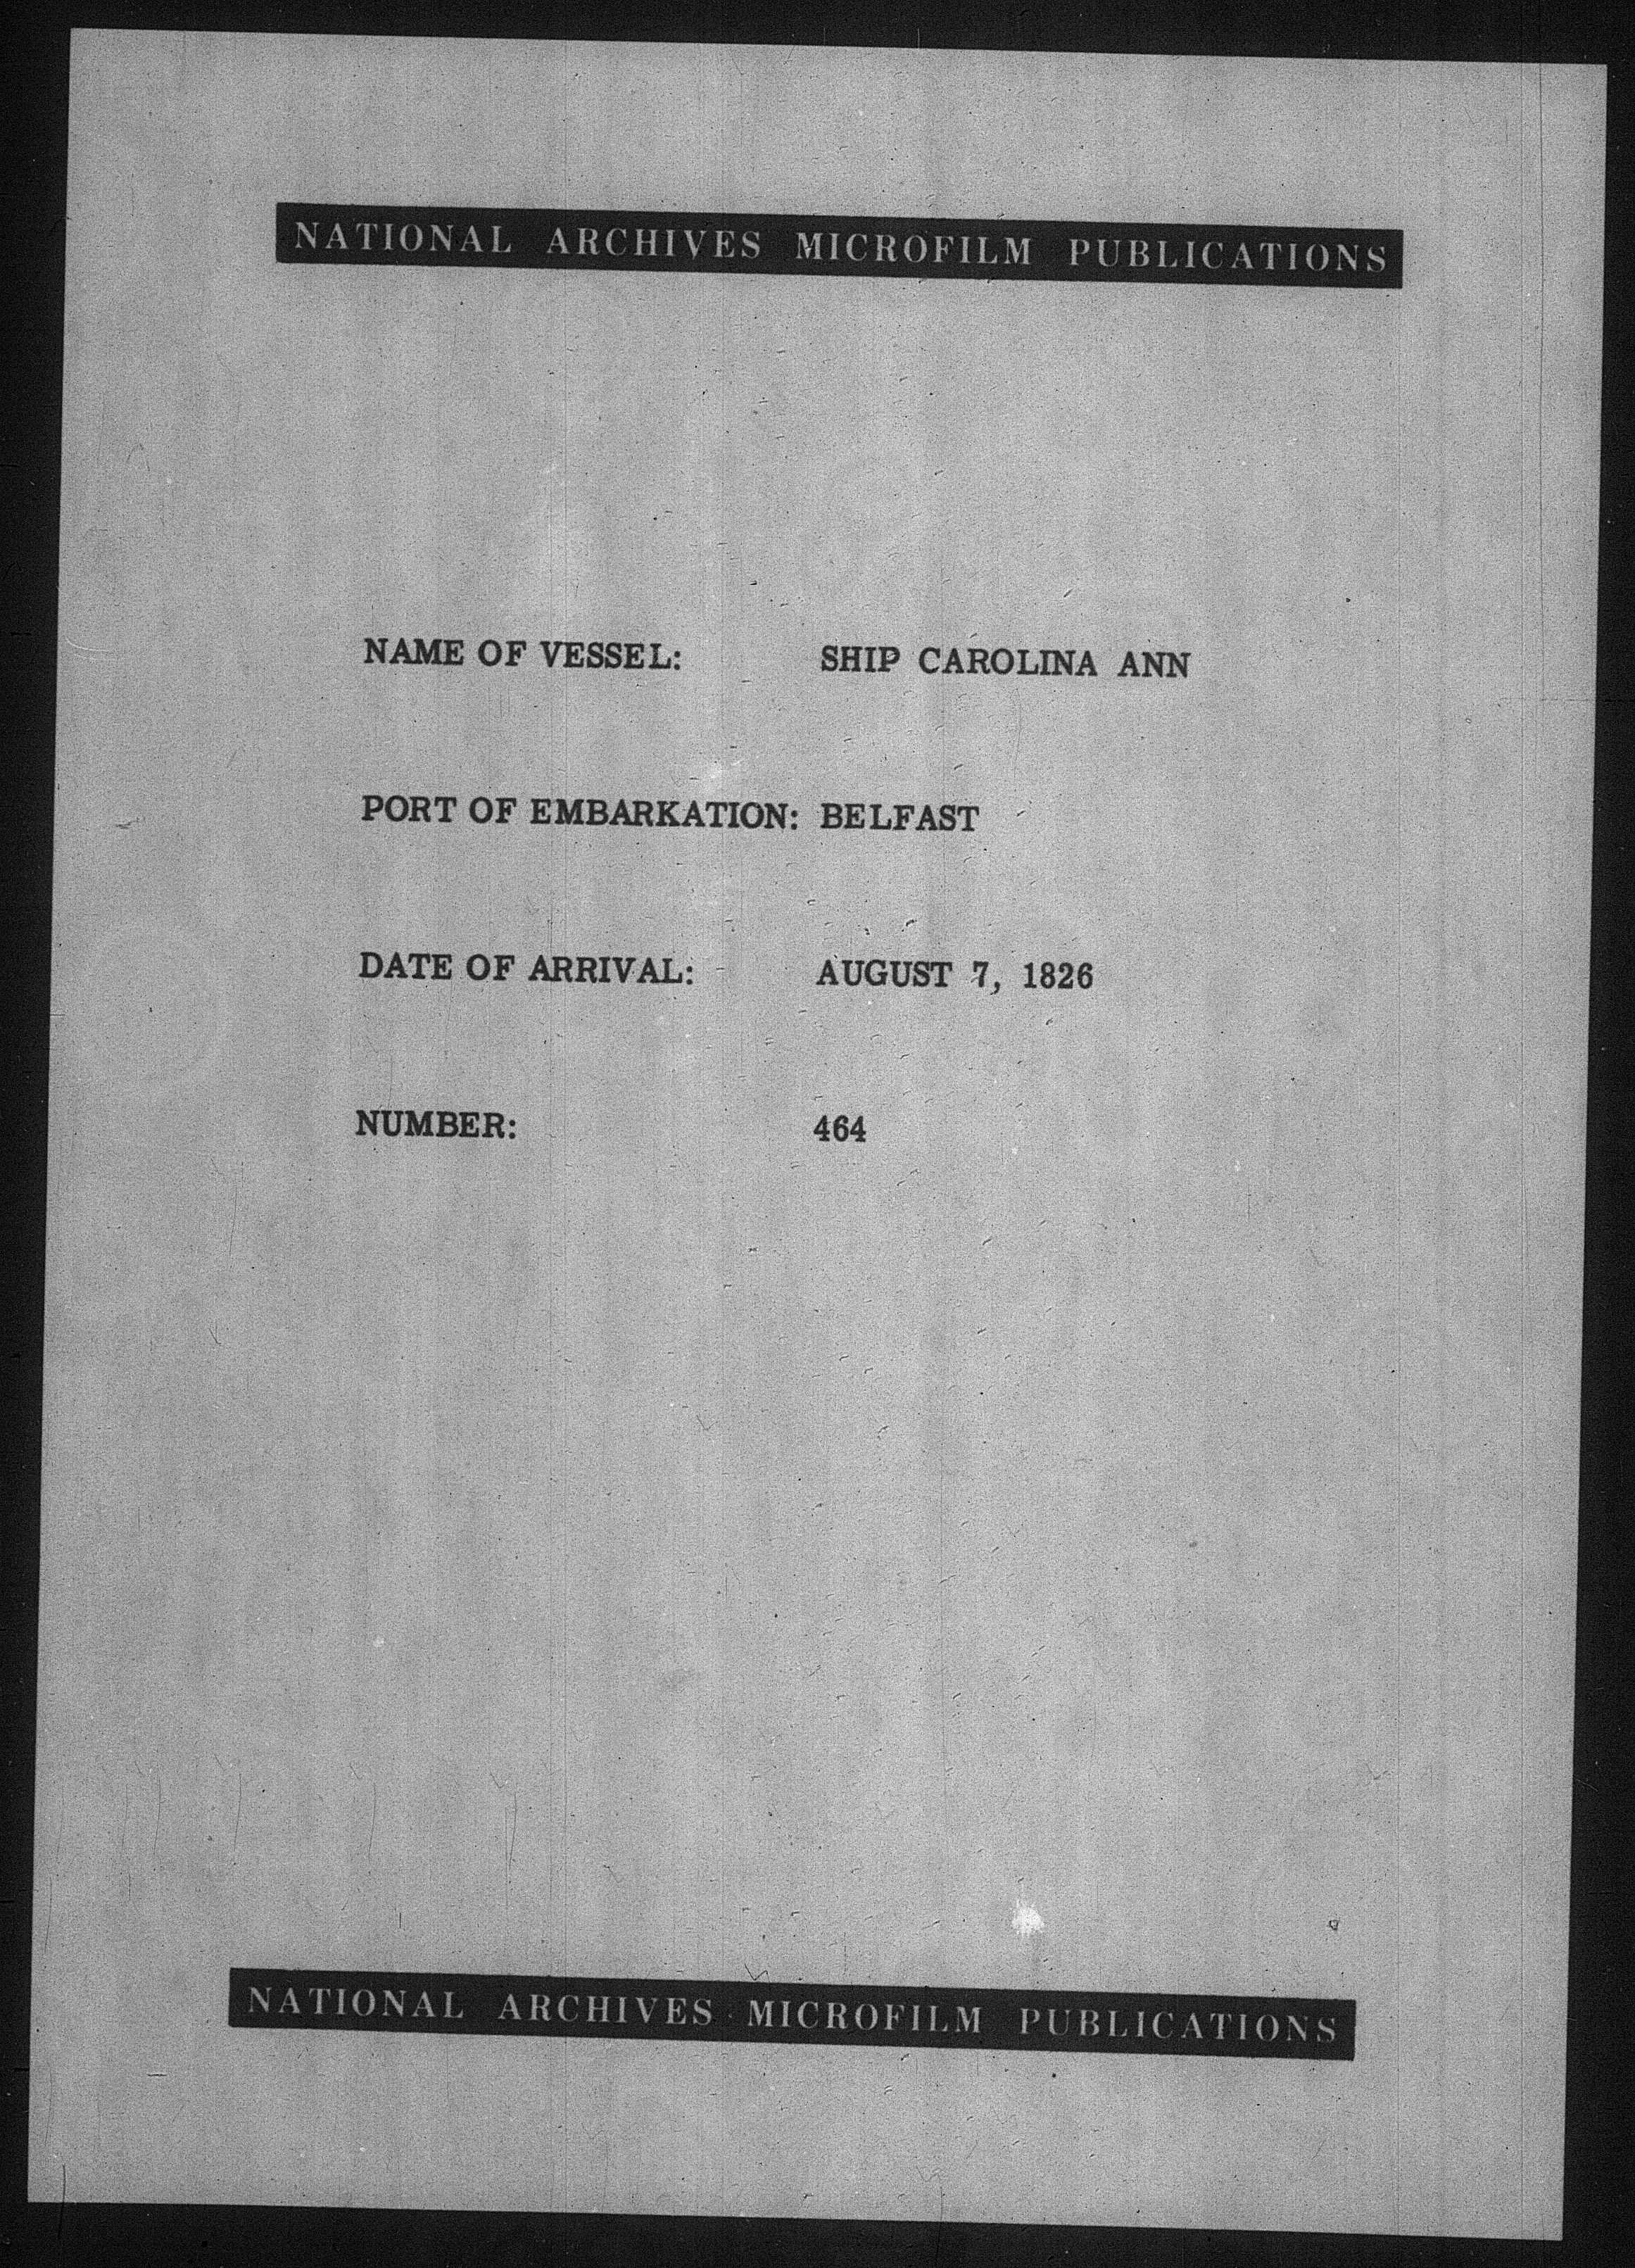 NATIONAL ARCHIVES MICROFILM PUBLICATIONS
NAME OF VESSEL: SHIP CAROLINA ANN
PORT OF EMBARKATION: BELFAST
DATE OF ARRIVAL: AUGUST 7, 1826
NUMBER: 464
NATIONAL ARCHIVES MICROFILM PUBLICATIONS